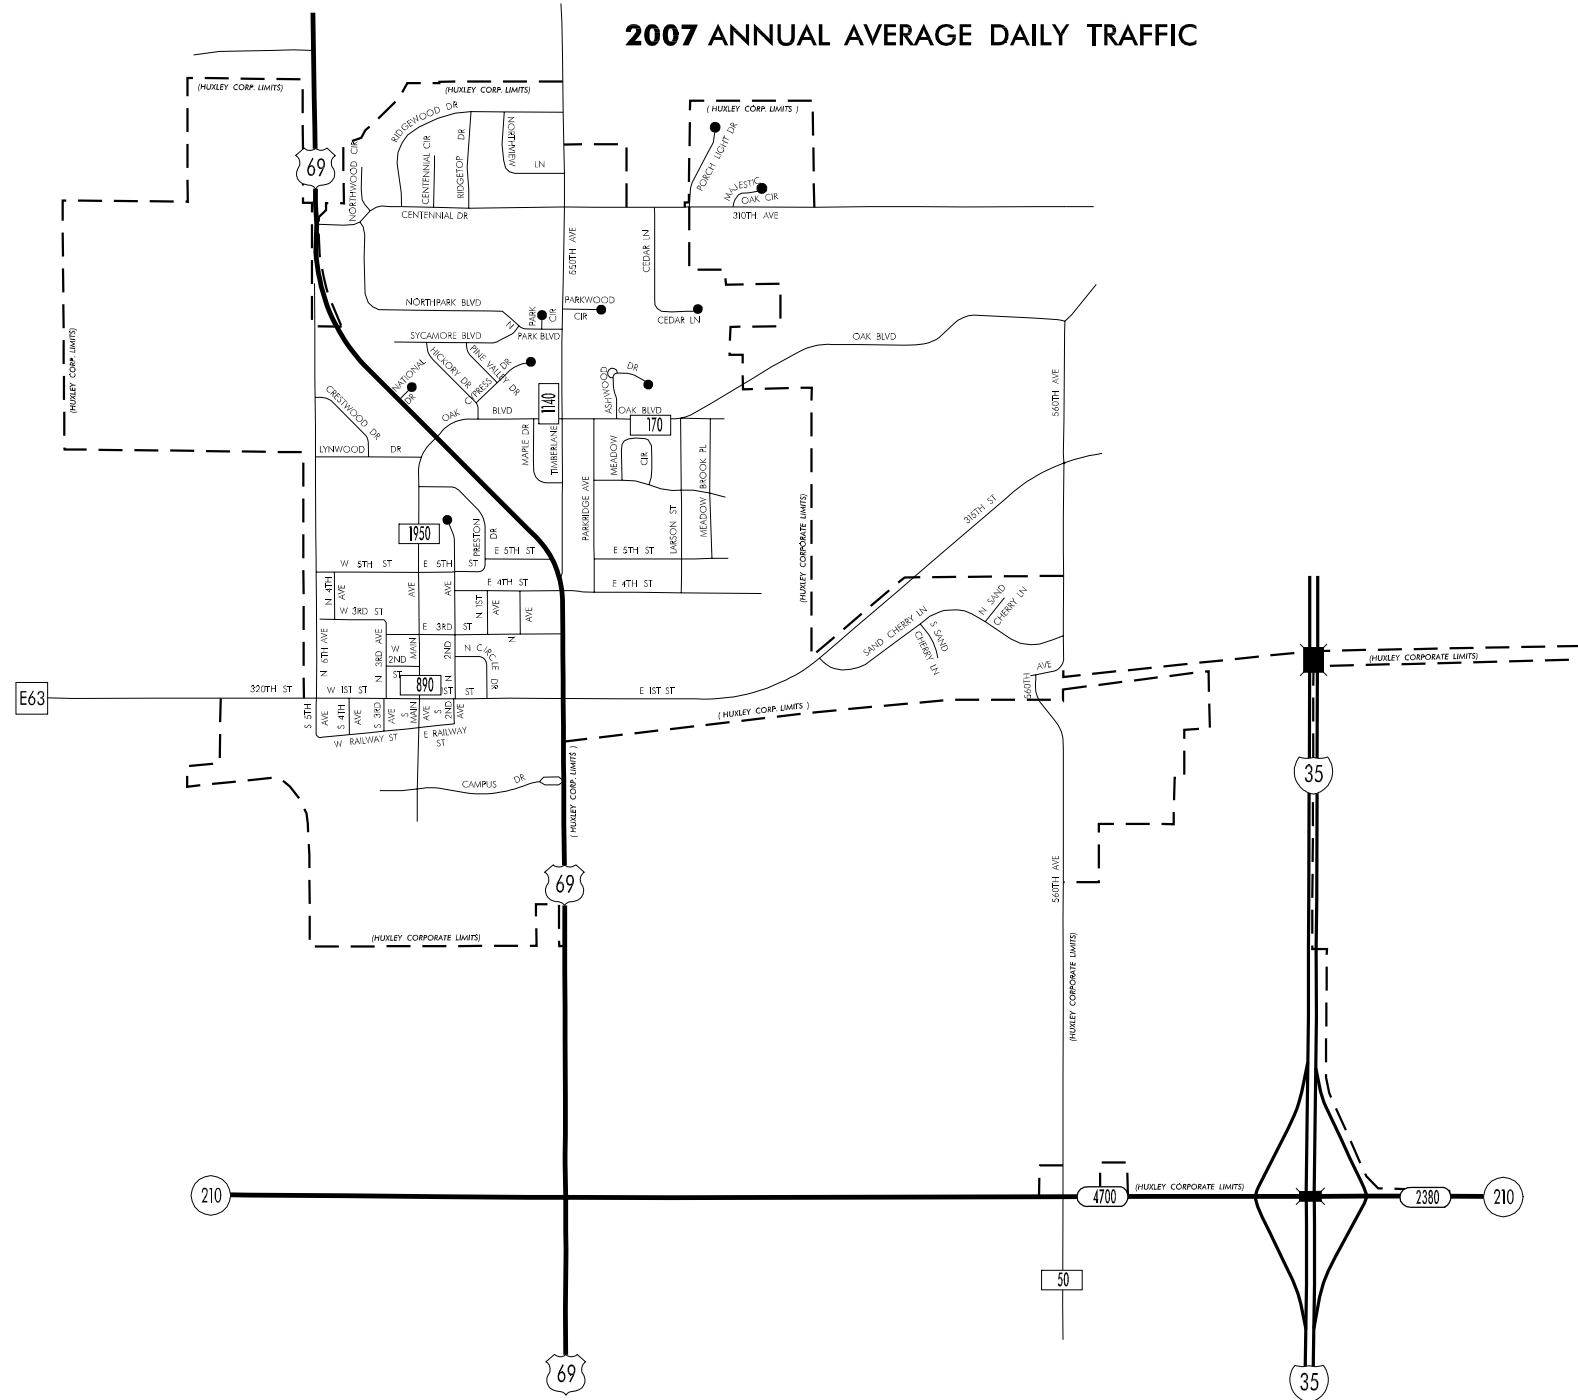 2007 ANNUAL AVERAGE DAILY TRAFFIC
(HUXLEY CORP. LIMITS)
(HUXLEY CORP. LIMITS)
( HUXLEY CORP. LIMITS )
RIDGEWOOD DR
NORTHVIEW
LN
PORCH LIGHT DR
69
NORTHWOOD CIR
CENTENNIAL CIR
RIDGETOP DR
MAJESTIC
OAK CIR
CENTENNIAL DR
310TH AVE
550TH AVE
CEDAR LN
NORTHPARK BLVD
PARK
CIR
PARKWOOD
CIR
CEDAR LN
N
PARK BLVD
SYCAMORE BLVD
OAK BLVD
(HUXLEY CORP. LIMITS)
NATIONAL
DR
HICKORY DR
PINE VALLEY DR
CYPRESS DR
ASHWOOD
DR
560TH AVE
CRESTWOOD DR
OAK BLVD
1140
OAK BLVD
170
LYNWOOD DR
MAPLE DR
TIMBERLANE
MEADOW
CIR
MEADOW BROOK PL
PARKRIDGE AVE
LARSON ST
(HUXLEY CORPORATE LIMITS)
315TH ST
1950
PRESTON
DR
E 5TH ST
E 5TH ST
W 5TH ST
E 5TH ST
E 4TH ST
E 4TH ST
N 4TH
AVE
AVE
AVE
N 1ST
AVE
AVE
N
W 3RD ST
E 3RD ST
N 6TH AVE
N 3RD AVE
W
2ND
ST
MAIN
2ND
N
N CIRCLE DR
SAND CHERRY LN
S SAND
CHERRY LN
N SAND
CHERRY LN
560TH
AVE
(HUXLEY CORPORATE LIMITS)
E63
320TH ST
W 1ST ST
890
1ST ST
E 1ST ST
( HUXLEY CORP. LIMITS )
S 5TH
AVE
S 4TH
AVE
S 3RD
AVE
S
MAIN
AVE
S
2ND
AVE
W RAILWAY ST
E RAILWAY
ST
CAMPUS DR
( HUXLEY CORP. LIMITS )
35
69
560TH AVE
(HUXLEY CORPORATE LIMITS)
(HUXLEY CORPORATE LIMITS)
210
4700
(HUXLEY CORPORATE LIMITS)
2380
210
50
69
35